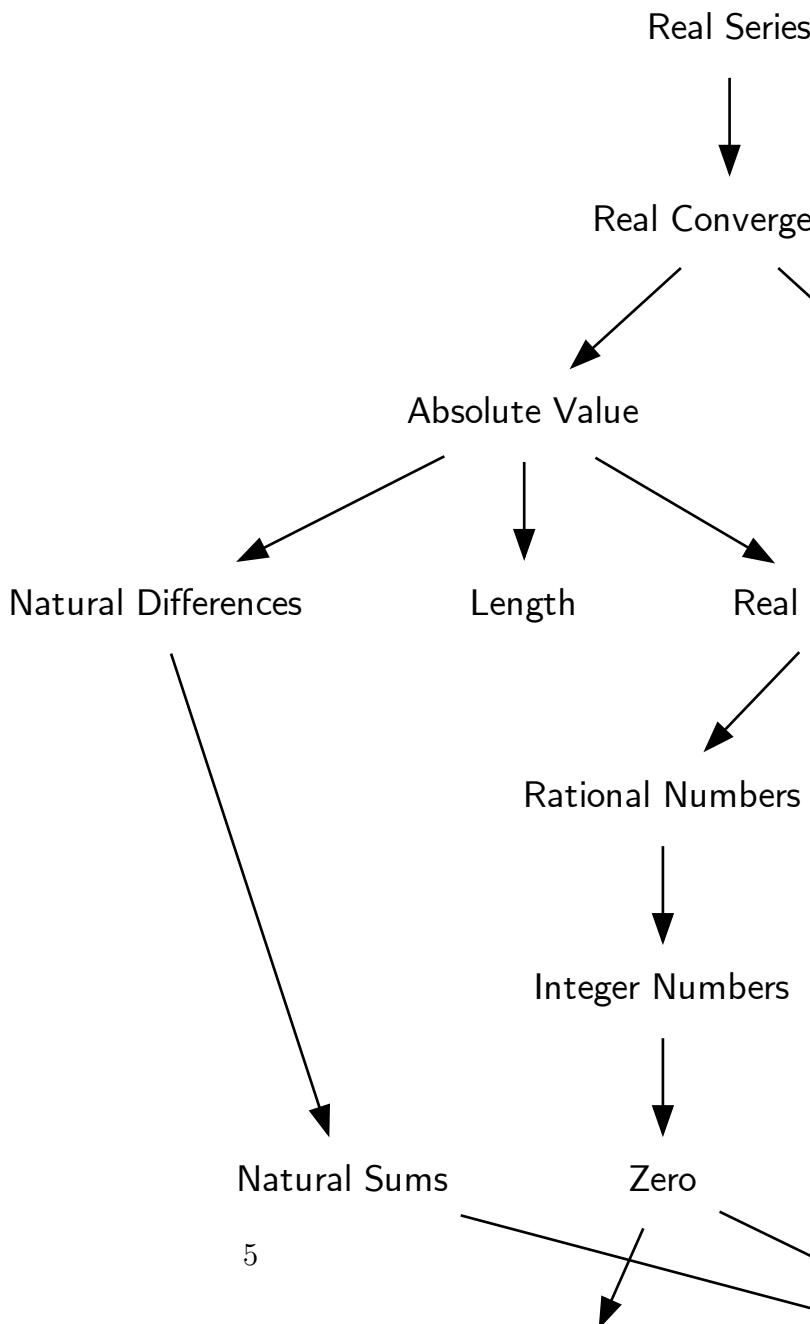 Real Series
Real Converge
Absolute Value
Natural Differences
Length
Real
Rational Numbers
Integer Numbers
Natural Sums
Zero
5